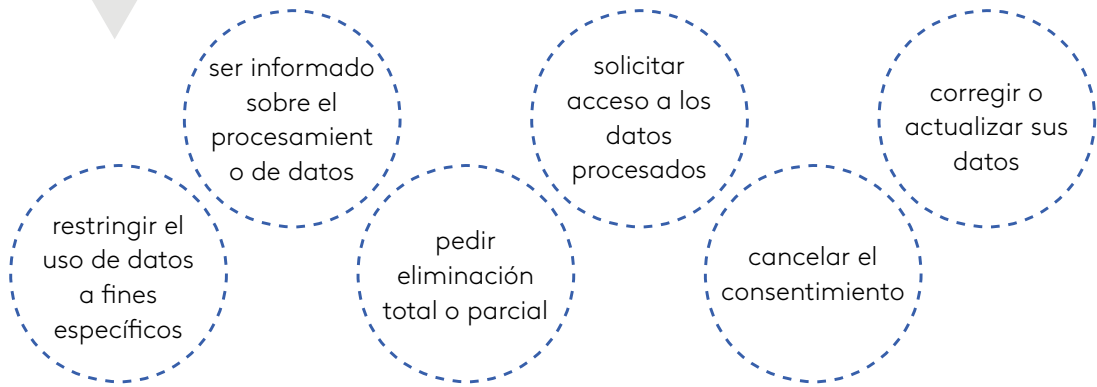 restringir el
uso de datos
a fines
específicos
ser informado
sobre el
procesamient
o de datos
pedir
eliminación
total o parcial
solicitar
acceso a los
datos
procesados
cancelar el
consentimiento
corregir o
actualizar sus
datos